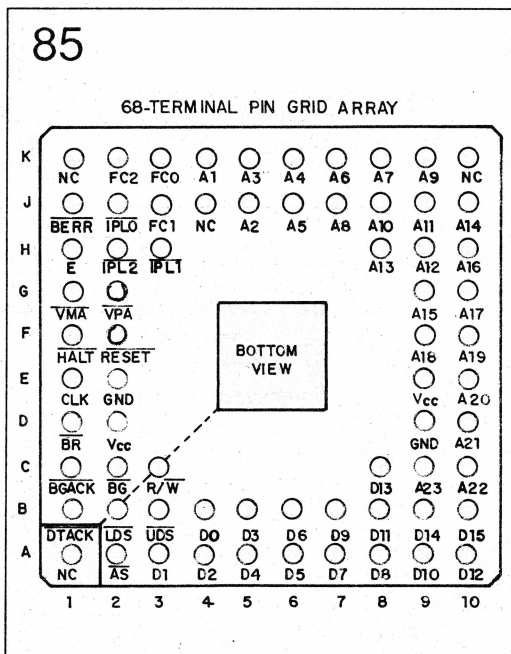 85
68-TERMINAL PIN GRID ARRAY
K
NC FC2 FC0 A1 A3 A4 A6 A7 A9 NC
J
BERR IPL0 FC1 NC A2 A5 A8 A10 A11 A14
H
E IPL2 IPL1 A13 A12 A16
G
VMA VPA A15 A17
F
HALT RESET A18 A19
BOTTOM
VIEW
E
CLK GND Vcc A20
D
BR Vcc GND A21
C
BGACK BG R/W D13 A23 A22
B
DTACK LDS UDS D0 D3 D6 D9 D11 D14 D15
A
NC AS D1 D2 D4 D5 D7 D8 D10 D12
1 2 3 4 5 6 7 8 9 10